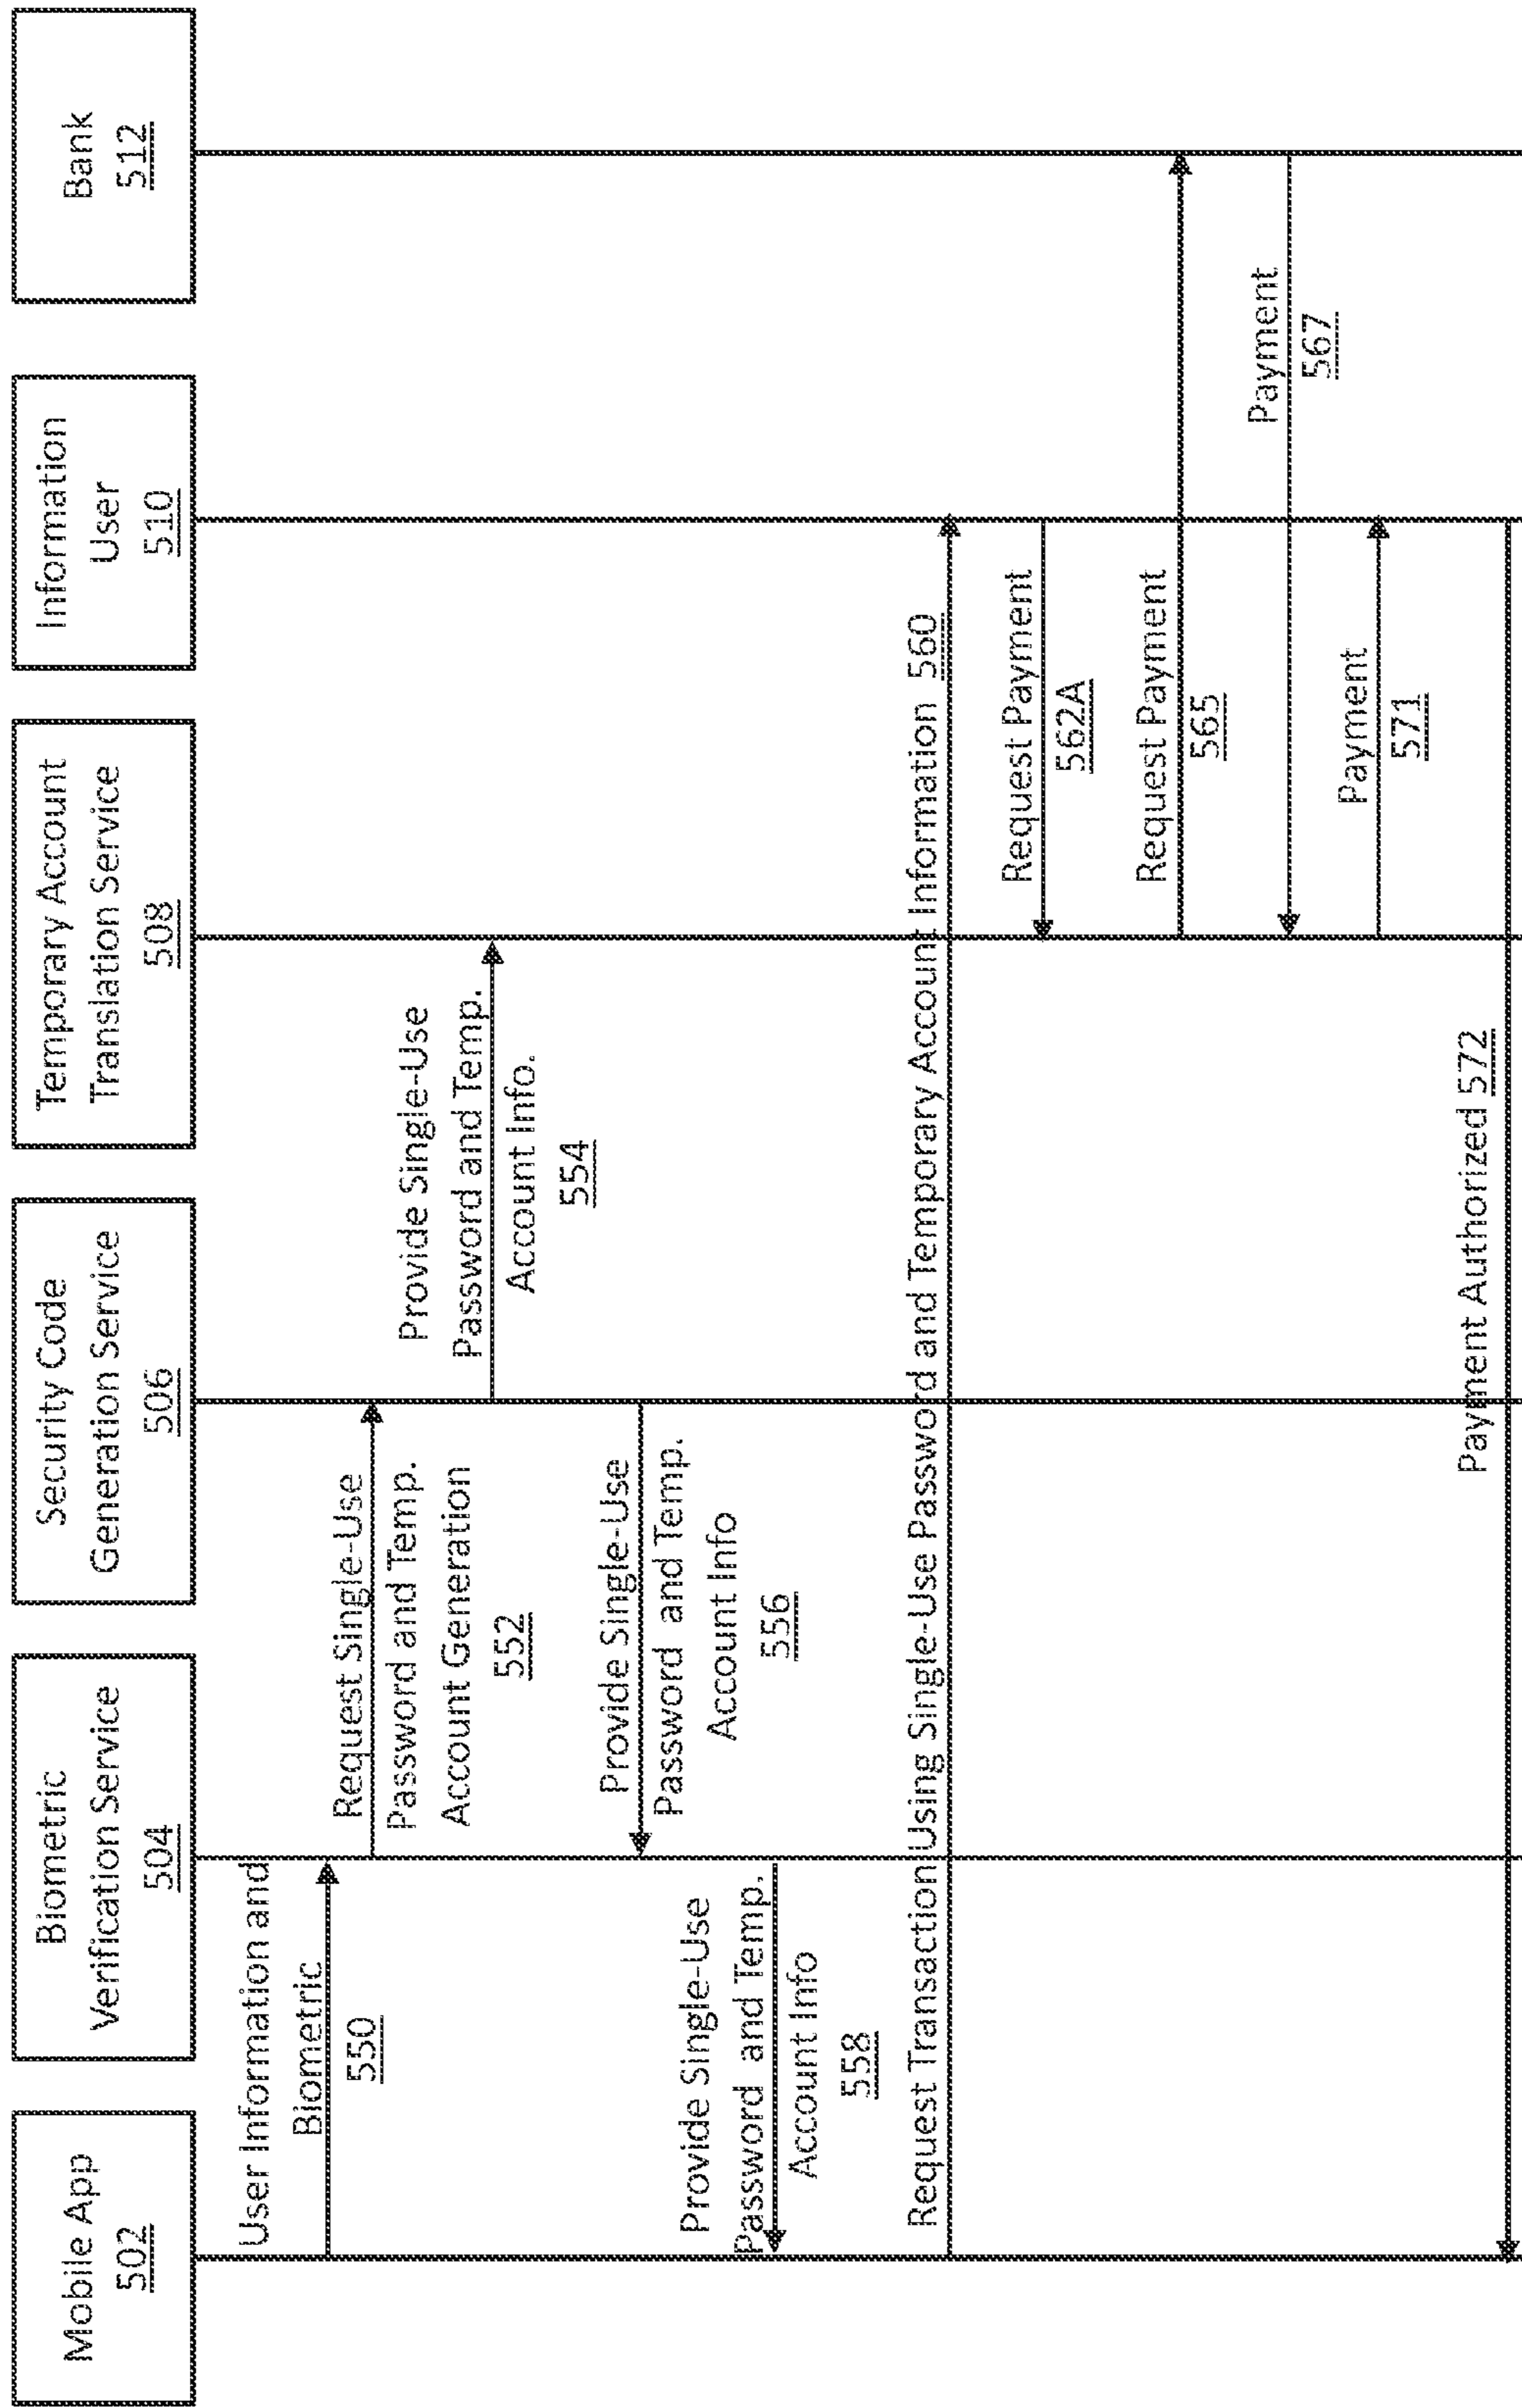 Mobile App
502
Biometric
Verification Service
504
Security Code
Generation Service
506
Temporary Account
Translation Service
508
Information
User
510
Bank
512
User Information and
Biometric
550
Request Single-Use
Password and Temp.
Account Generation
552
Provide Single-Use
Password and Temp.
Account Info.
554
Provide Single-Use
Password and Temp.
Account Info
556
Provide Single-Use
Password and Temp.
Account Info
558
Request Transaction Using Single-Use Password and Temporary Account Information 560
Request Payment
562A
Request Payment
565
Payment
567
Payment
571
Payment Authorized 572